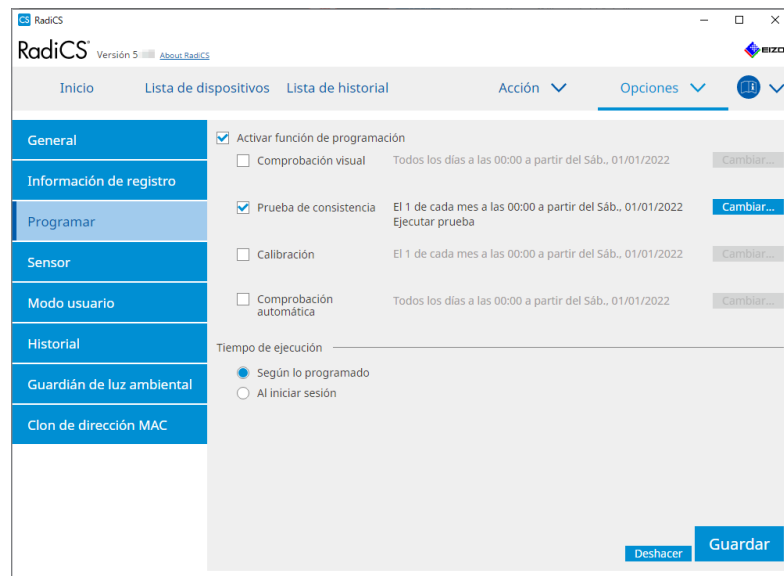 CS RadiCS
RadiCS® Versión 5 About RadiCS
EIZO
Inicio Lista de dispositivos Lista de historial Acción Opciones
General
Información de registro
Programar
Sensor
Modo usuario
Historial
Guardián de luz ambiental
Clon de dirección MAC
Activar función de programación
Comprobación visual Todos los días a las 00:00 a partir del Sáb., 01/01/2022 Cambiar...
Prueba de consistencia El 1 de cada mes a las 00:00 a partir del Sáb., 01/01/2022 Cambiar...
Ejecutar prueba
Calibración El 1 de cada mes a las 00:00 a partir del Sáb., 01/01/2022 Cambiar...
Comprobación Todos los días a las 00:00 a partir del Sáb., 01/01/2022 Cambiar...
automática
Tiempo de ejecución
Según lo programado
Al iniciar sesión
Deshacer Guardar